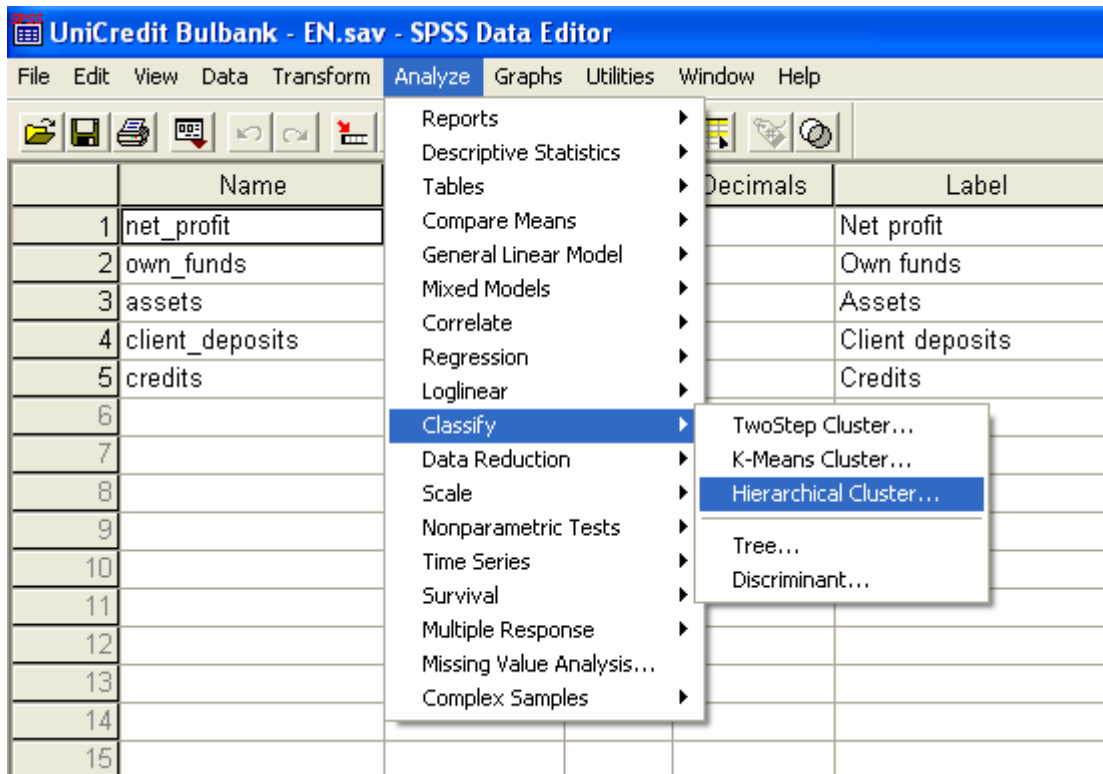 UniCredit Bulbank - EN.sav - SPSS Data Editor
File Edit View Data Transform Analyze Graphs Utilities Window Help
Name Decimals Label
1 net_profit Net profit
2 own_funds Own funds
3 assets Assets
4 client_deposits Client deposits
5 credits Credits
6
7
8
9
10
11
12
13
14
15
Reports
Descriptive Statistics
Tables
Compare Means
General Linear Model
Mixed Models
Correlate
Regression
Loglinear
Classify
Data Reduction
Scale
Nonparametric Tests
Time Series
Survival
Multiple Response
Missing Value Analysis...
Complex Samples
TwoStep Cluster...
K-Means Cluster...
Hierarchical Cluster...
Tree...
Discriminant...